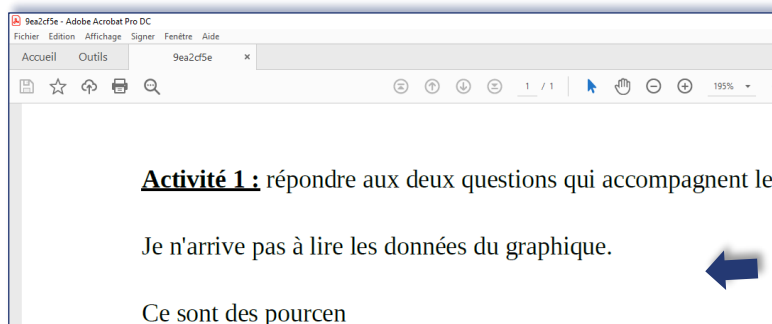 9ea2cf5e - Adobe Acrobat Pro DC
Fichier Edition Affichage Signer Fenêtre Aide
Accueil Outils 9ea2cf5e ×
1 / 1 195%
Activité 1 : répondre aux deux questions qui accompagnent le
Je n'arrive pas à lire les données du graphique.
Ce sont des pourcen